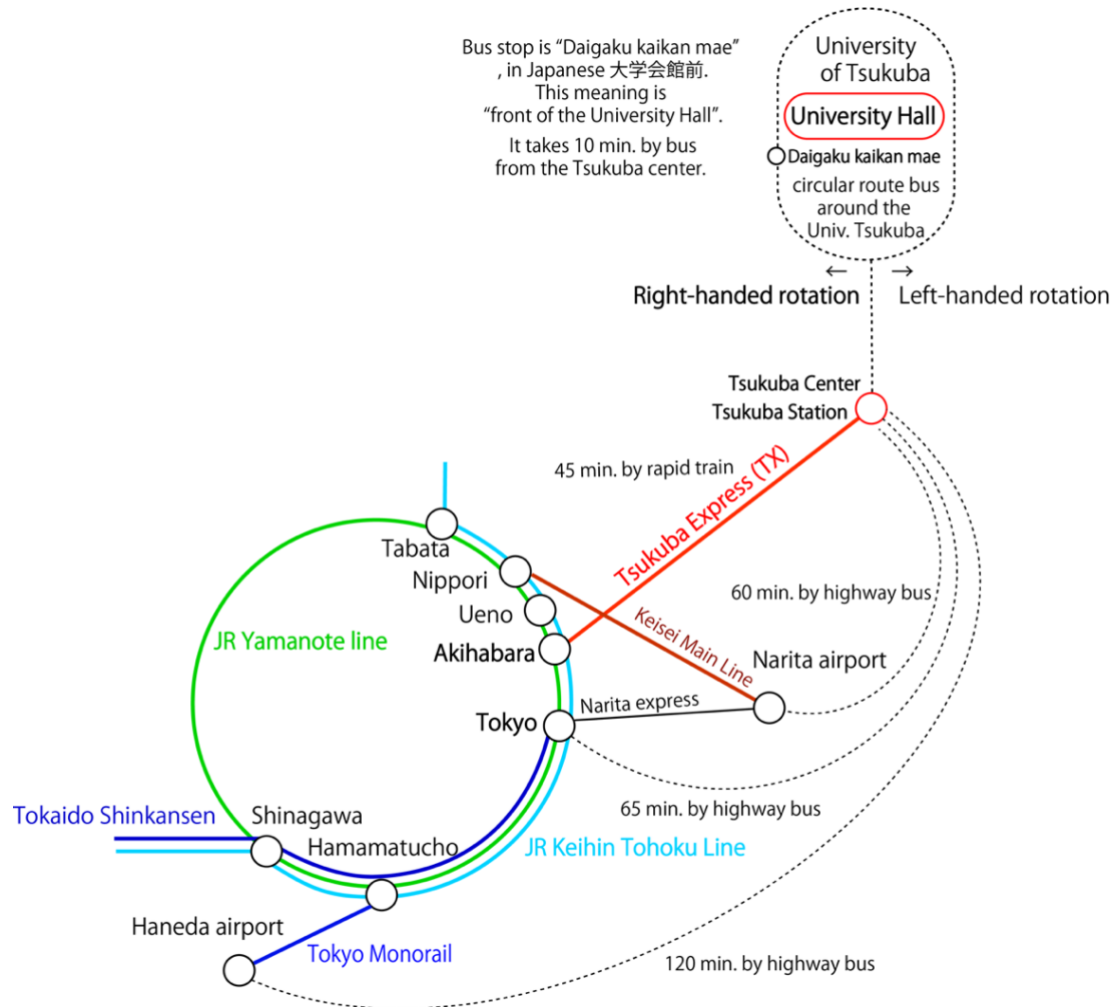 Bus stop is “Daigaku kaikan mae”
, in Japanese 大学会館前.
This meaning is
“front of the University Hall”.
It takes 10 min. by bus
from the Tsukuba center.
University
of Tsukuba
University Hall
Daigaku kaikan mae
circular route bus
around the
Univ. Tsukuba
← →
Right-handed rotation
Left-handed rotation
Tsukuba Center
Tsukuba Station
45 min. by rapid train
Tsukuba Express (TX)
Tabata
Nippori
Ueno
Akihabara
JR Yamanote line
60 min. by highway bus
Keisei Main Line
Narita airport
Narita express
Tokyo
65 min. by highway bus
Tokaido Shinkansen
Shinagawa
Hamamatucho
JR Keihin Tohoku Line
Haneda airport
Tokyo Monorail
120 min. by highway bus